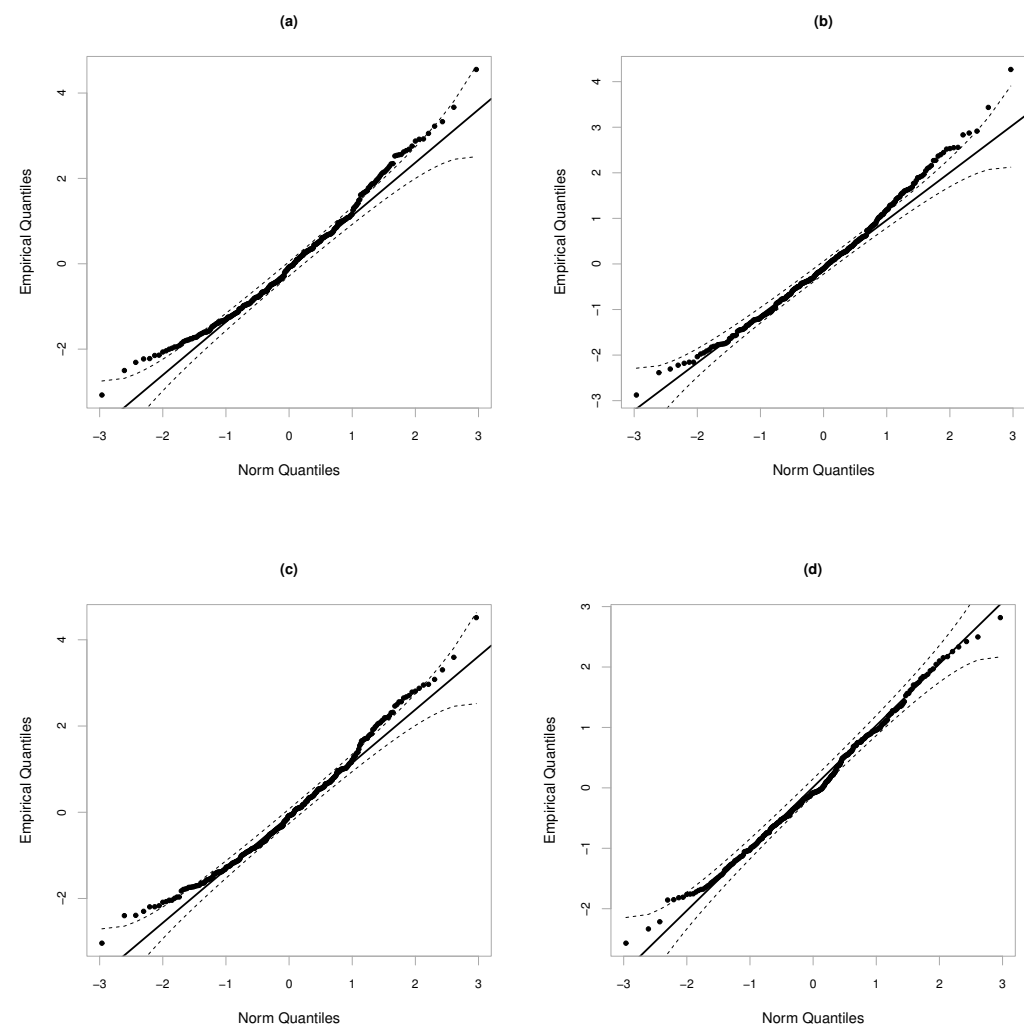 (a)
Empirical Quantiles
4
2
0
−2
−3 −2 −1 0 1 2 3
Norm Quantiles
(b)
Empirical Quantiles
4
3
2
1
0
−1
−2
−3
−3 −2 −1 0 1 2 3
Norm Quantiles
(c)
Empirical Quantiles
4
2
0
−2
−3 −2 −1 0 1 2 3
Norm Quantiles
(d)
Empirical Quantiles
3
2
1
0
−1
−2
−3 −2 −1 0 1 2 3
Norm Quantiles